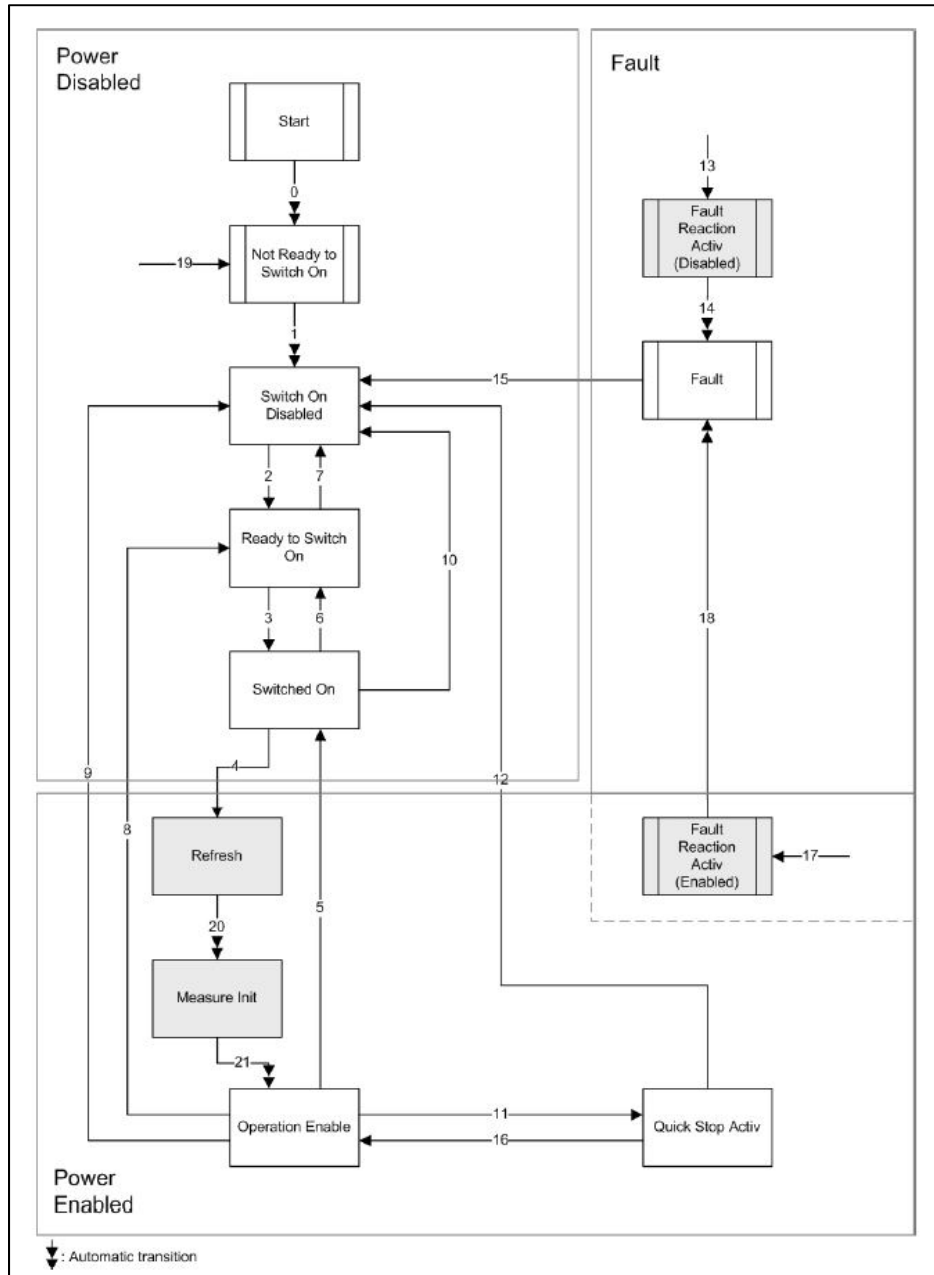 Power
Disabled
Fault
Start
0
13
Fault
Reaction
Activ
(Disabled)
19
Not Ready to
Switch On
14
1
Switch On
Disabled
15
Fault
2
7
Ready to Switch
On
10
3
6
18
Switched On
4
9
12
8
Refresh
Fault
Reaction
Activ
(Enabled)
17
5
20
Measure Init
21
Operation Enable
11
16
Quick Stop Activ
Power
Enabled
: Automatic transition